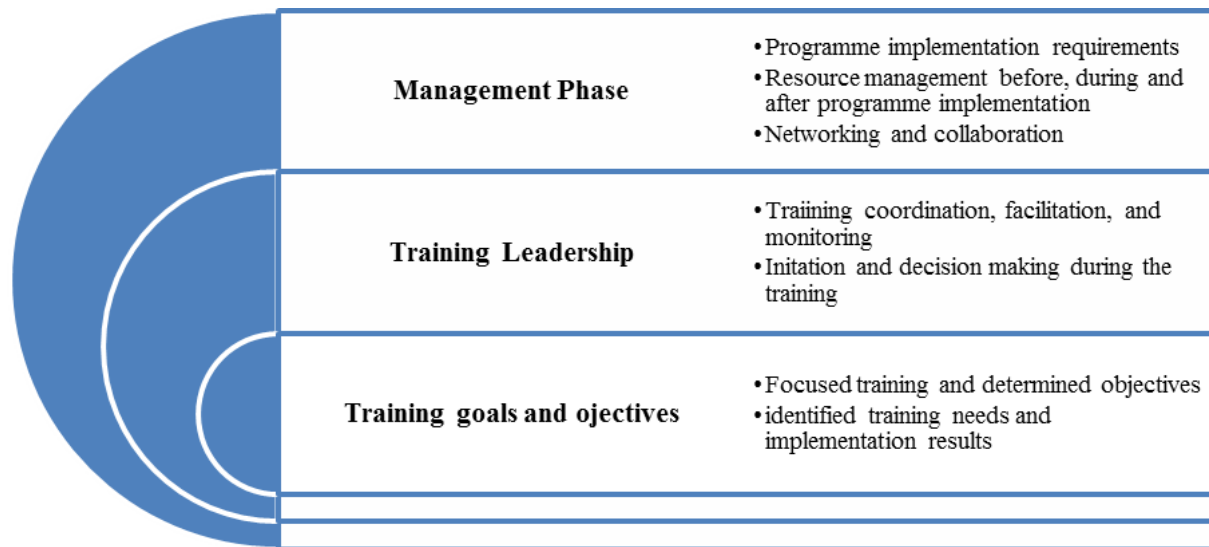 Management Phase
•Programme implementation requirements
•Resource management before, during and
after programme implementation
•Networking and collaboration
Training Leadership
•Traiining coordination, facilitation, and
monitoring
•Initation and decision making during the
training
Training goals and ojectives
•Focused training and determined objectives
•identified training needs and
implementation results